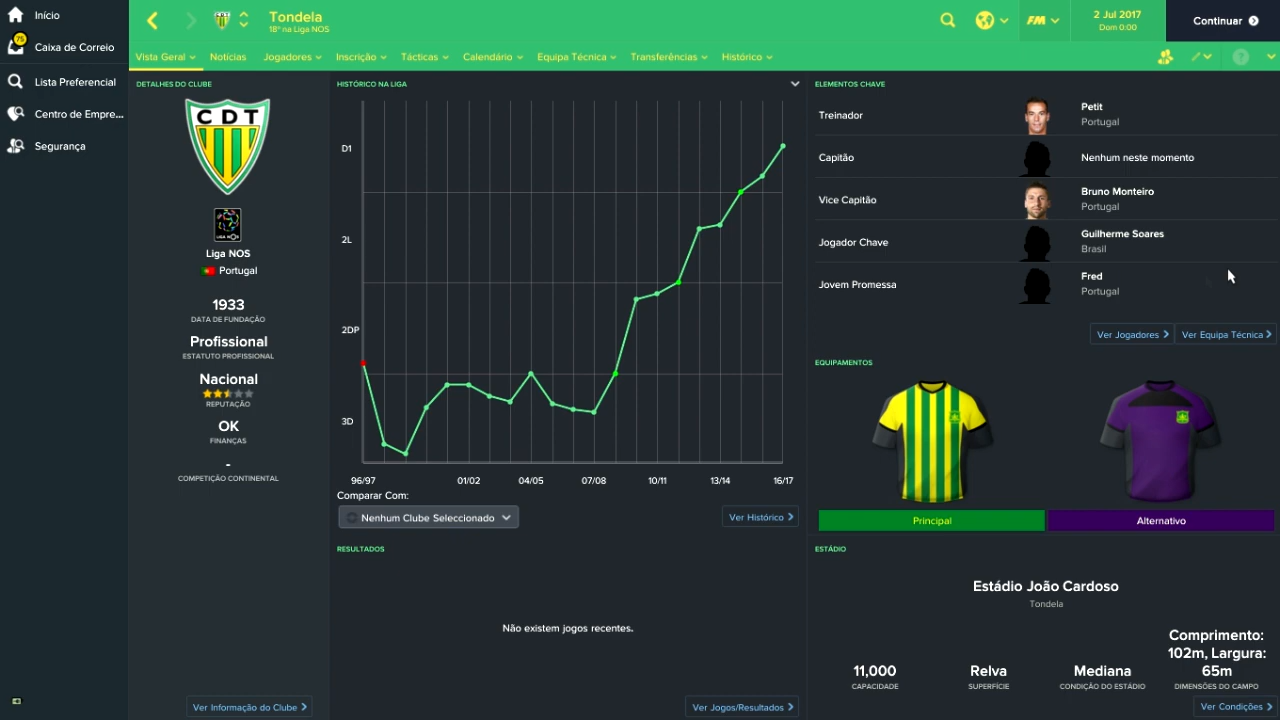 Início
75
Caixa de Correio
Lista Preferencial
Centro de Empre...
Segurança
Tondela
18º na Liga NOS
FM
2 Jul 2017
Dom 0:00
Continuar
Vista Geral
Notícias
Jogadores
Inscrição
Tácticas
Calendário
Equipa Técnica
Transferências
Histórico
DETALHES DO CLUBE
CDT
LIGA NOS
Liga NOS
Portugal
1933
DATA DE FUNDAÇÃO
Profissional
ESTATUTO PROFISSIONAL
Nacional
REPUTAÇÃO
OK
FINANÇAS
-
COMPETIÇÃO CONTINENTAL
Ver Informação do Clube
HISTÓRICO NA LIGA
D1
2L
2DP
3D
96/97 01/02 04/05 07/08 10/11 13/14 16/17
Comparar Com:
Nenhum Clube Seleccionado
Ver Histórico
RESULTADOS
Não existem jogos recentes.
Ver Jogos/Resultados
ELEMENTOS CHAVE
Treinador
Petit
Portugal
Capitão
Nenhum neste momento
Vice Capitão
Bruno Monteiro
Portugal
Jogador Chave
Guilherme Soares
Brasil
Jovem Promessa
Fred
Portugal
Ver Jogadores
Ver Equipa Técnica
EQUIPAMENTOS
Principal
Alternativo
ESTÁDIO
Estádio João Cardoso
Tondela
11,000
CAPACIDADE
Relva
SUPERFÍCIE
Mediana
CONDIÇÃO DO ESTÁDIO
Comprimento:
102m, Largura:
65m
DIMENSÕES DO CAMPO
Ver Condições